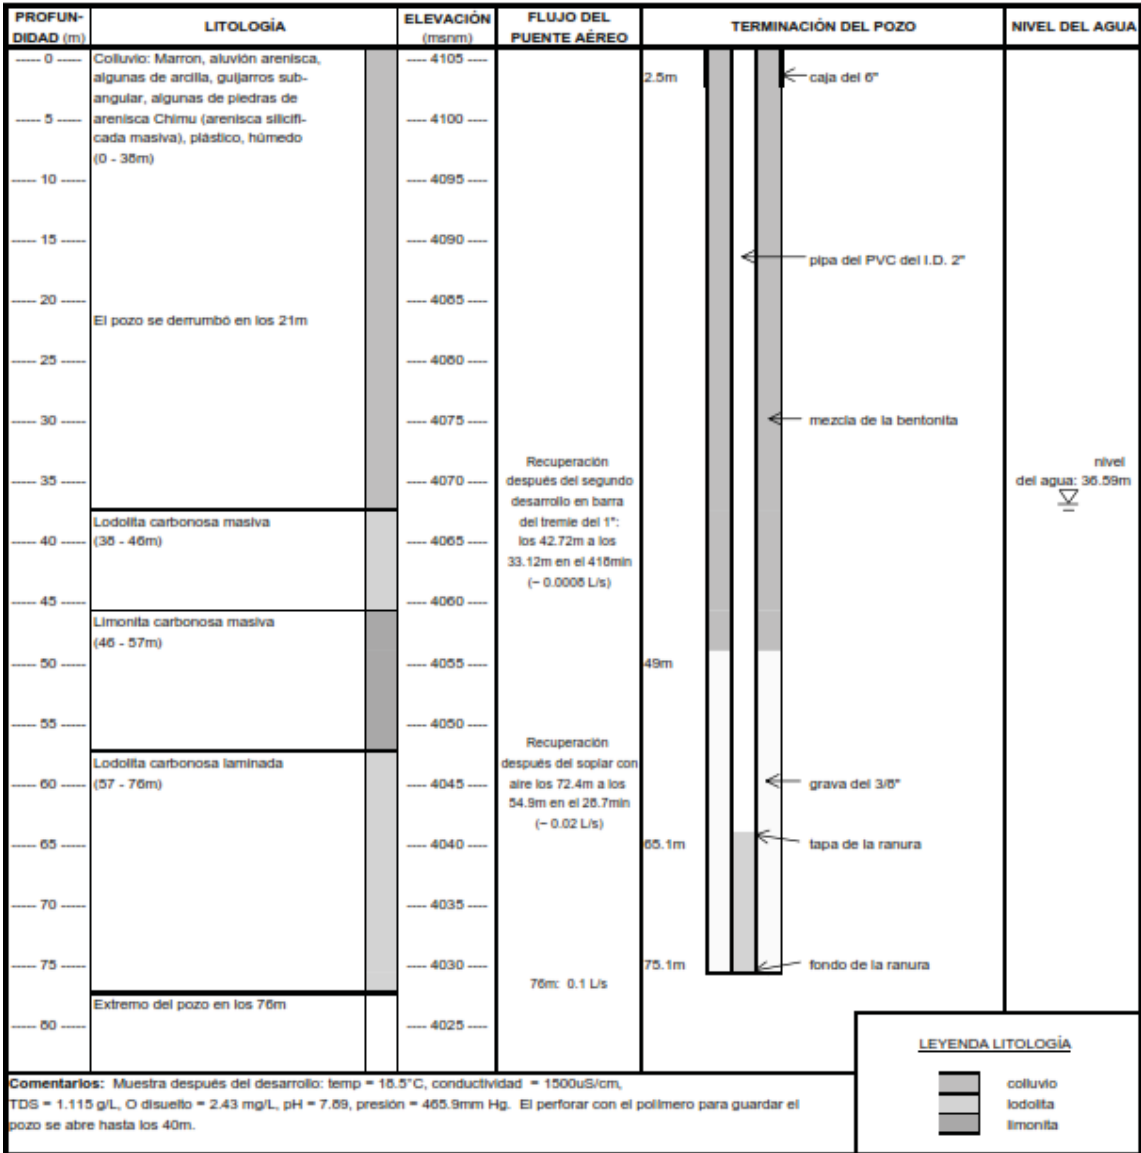 PROFUN-
DIDAD (m)
LITOLOGÍA
ELEVACIÓN
(msnm)
FLUJO DEL
PUENTE AÉREO
TERMINACIÓN DEL POZO
NIVEL DEL AGUA
----- 0 -----
----- 5 -----
----- 10 -----
----- 15 -----
----- 20 -----
----- 25 -----
----- 30 -----
----- 35 -----
----- 40 -----
----- 45 -----
----- 50 -----
----- 55 -----
----- 60 -----
----- 65 -----
----- 70 -----
----- 75 -----
----- 80 -----
Colluvio: Marron, aluvión arenisca,
algunas de arcilla, guijarros sub-
angular, algunas de piedras de
arenisca Chimu (arenisca silicifi-
cada masiva), plástico, húmedo
(0 - 38m)
El pozo se derrumbó en los 21m
Lodolita carbonosa masiva
(38 - 46m)
Limonita carbonosa masiva
(46 - 57m)
Lodolita carbonosa laminada
(57 - 76m)
Extremo del pozo en los 76m
---- 4105 ----
---- 4100 ----
---- 4095 ----
---- 4090 ----
---- 4085 ----
---- 4080 ----
---- 4075 ----
---- 4070 ----
---- 4065 ----
---- 4060 ----
---- 4055 ----
---- 4050 ----
---- 4045 ----
---- 4040 ----
---- 4035 ----
---- 4030 ----
---- 4025 ----
Recuperación
después del segundo
desarrollo en barra
del tremie del 1":
los 42.72m a los
33.12m en el 418min
(~ 0.0008 L/s)
Recuperación
después del soplar con
aire los 72.4m a los
54.9m en el 28.7min
(~ 0.02 L/s)
76m: 0.1 L/s
2.5m
caja del 6"
pipa del PVC del I.D. 2"
mezcla de la bentonita
49m
grava del 3/8"
65.1m
tapa de la ranura
75.1m
fondo de la ranura
nivel
del agua: 36.59m
LEYENDA LITOLOGÍA
colluvio
lodolita
limonita
Comentarios: Muestra después del desarrollo: temp = 18.5°C, conductividad = 1500uS/cm,
TDS = 1.115 g/L, O disuelto = 2.43 mg/L, pH = 7.89, presión = 465.9mm Hg. El perforar con el polímero para guardar el
pozo se abre hasta los 40m.